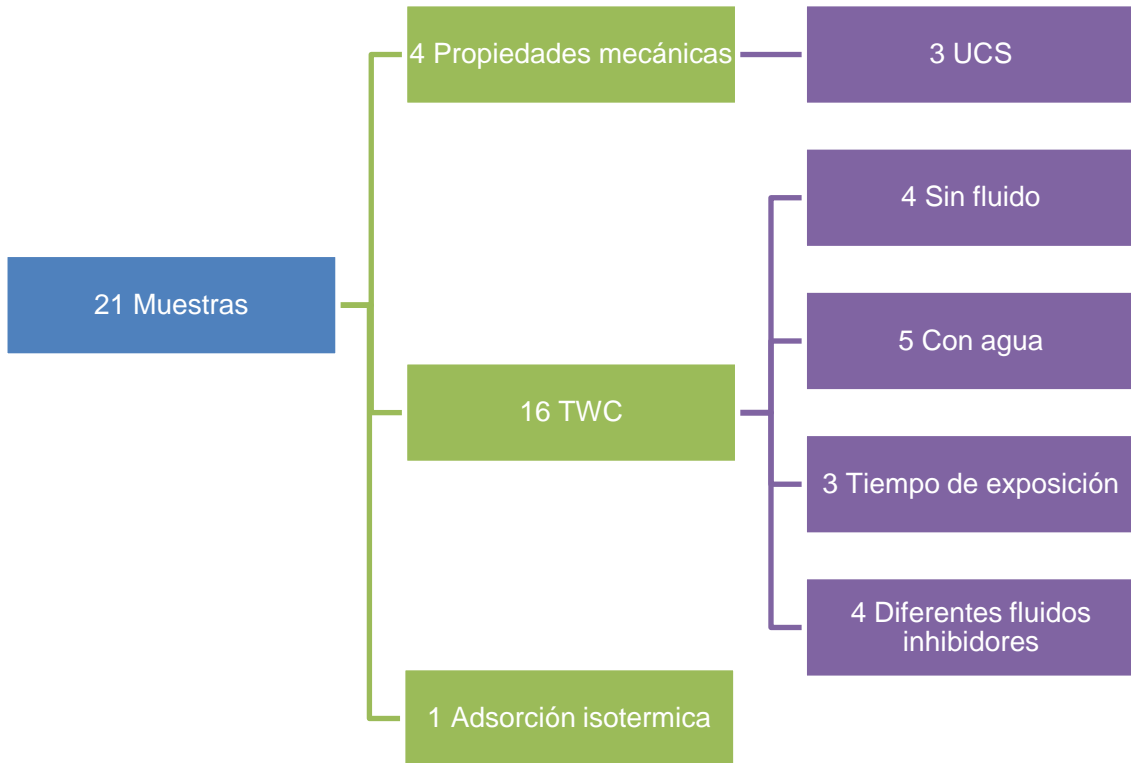 21 Muestras
4 Propiedades mecánicas
3 UCS
16 TWC
4 Sin fluido
5 Con agua
3 Tiempo de exposición
4 Diferentes fluidos
inhibidores
1 Adsorción isotermica